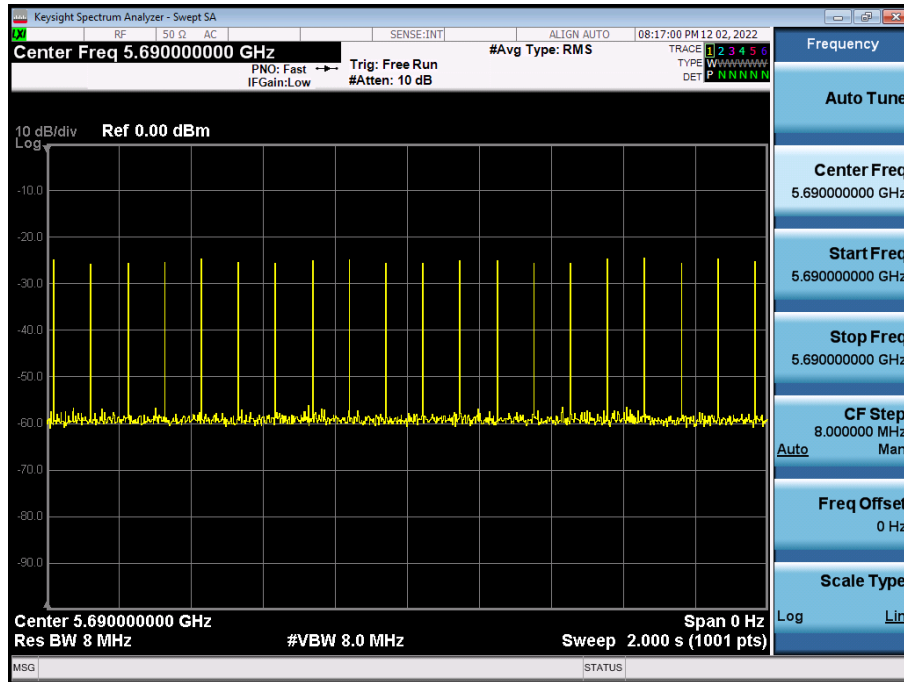 Keysight Spectrum Analyzer - Swept SA
LXI RF 50 Ω AC SENSE:INT ALIGN AUTO 08:17:00 PM 12 02, 2022
Center Freq 5.690000000 GHz
PNO: Fast
IFGain:Low
Trig: Free Run
#Atten: 10 dB
#Avg Type: RMS
TRACE 1 2 3 4 5 6
TYPE WWWWWW
DET P N N N N N
10 dB/div Ref 0.00 dBm
Log
-10.0
-20.0
-30.0
-40.0
-50.0
-60.0
-70.0
-80.0
-90.0
Center 5.690000000 GHz Span 0 Hz
Res BW 8 MHz #VBW 8.0 MHz Sweep 2.000 s (1001 pts)
MSG STATUS
Frequency
Auto Tune
Center Freq
5.690000000 GHz
Start Freq
5.690000000 GHz
Stop Freq
5.690000000 GHz
CF Step
8.000000 MHz
Auto Man
Freq Offset
0 Hz
Scale Type
Log Lin